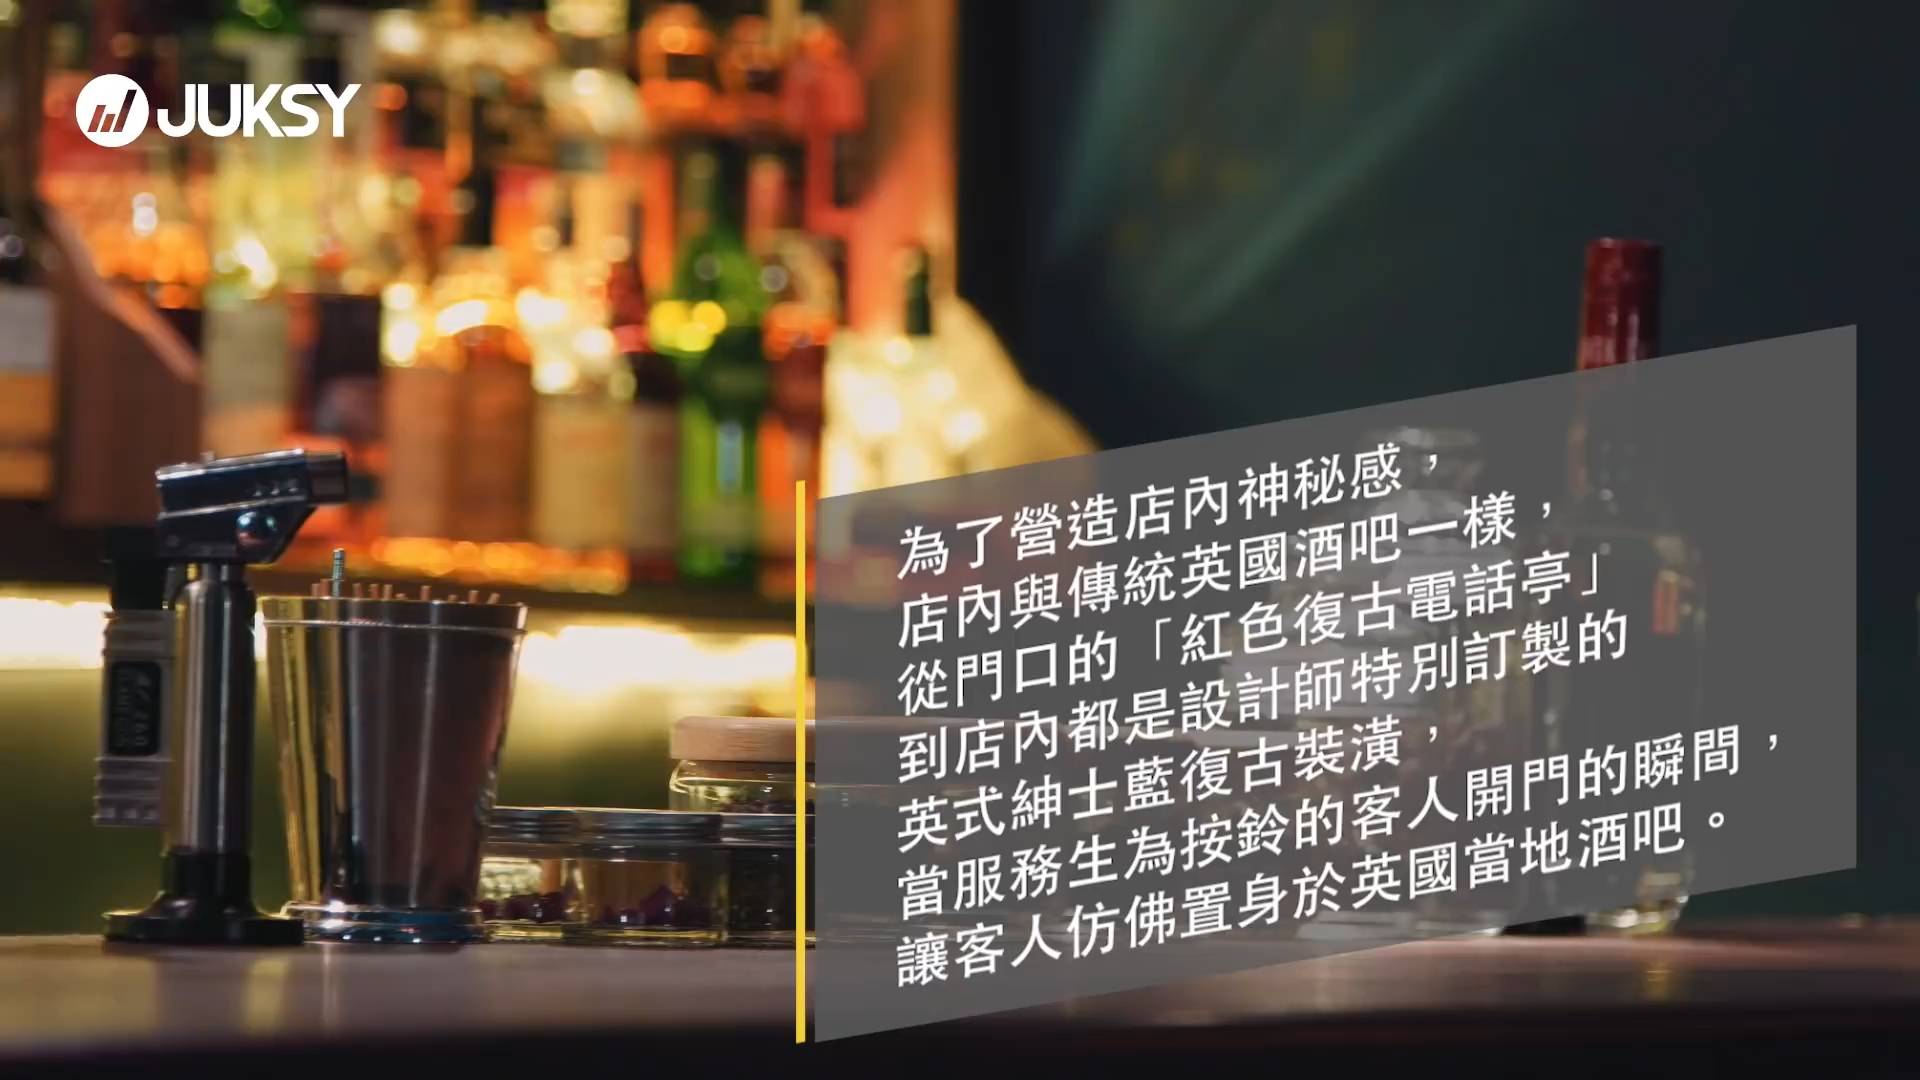 JUKSY
為了營造店內神秘感，
店內與傳統英國酒吧一樣，
從門口的「紅色復古電話亭」
到店內都是設計師特別訂製的
英式紳士藍復古裝潢，
當服務生為按鈴的客人開門的瞬間，
讓客人仿佛置身於英國當地酒吧。